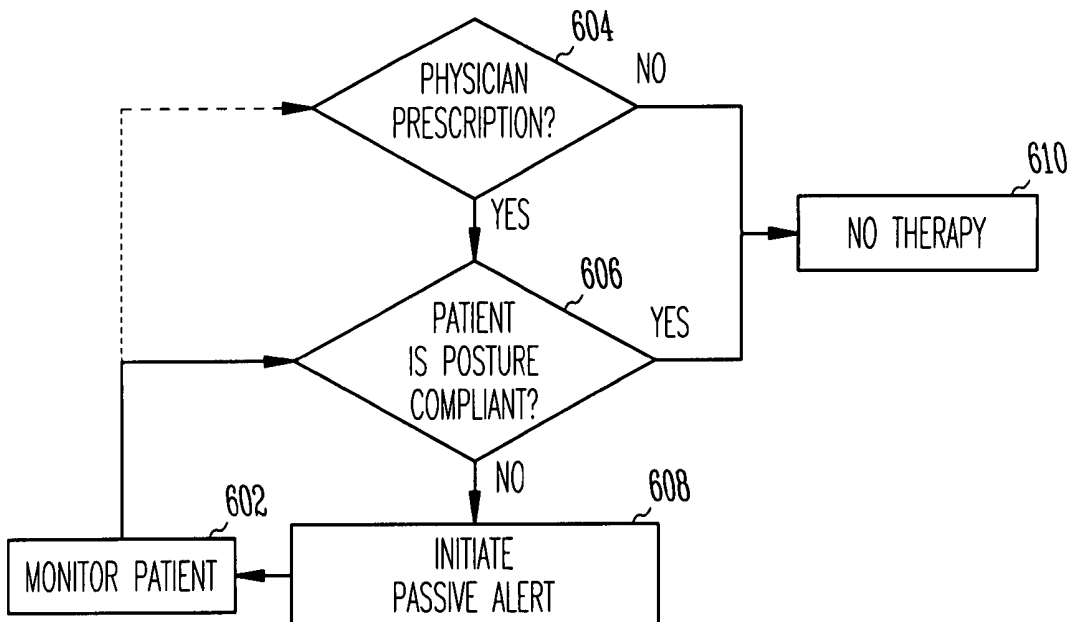 604
PHYSICIAN
PRESCRIPTION?
NO
YES
610
NO THERAPY
606
PATIENT
IS POSTURE
COMPLIANT?
YES
NO
608
INITIATE
PASSIVE ALERT
602
MONITOR PATIENT